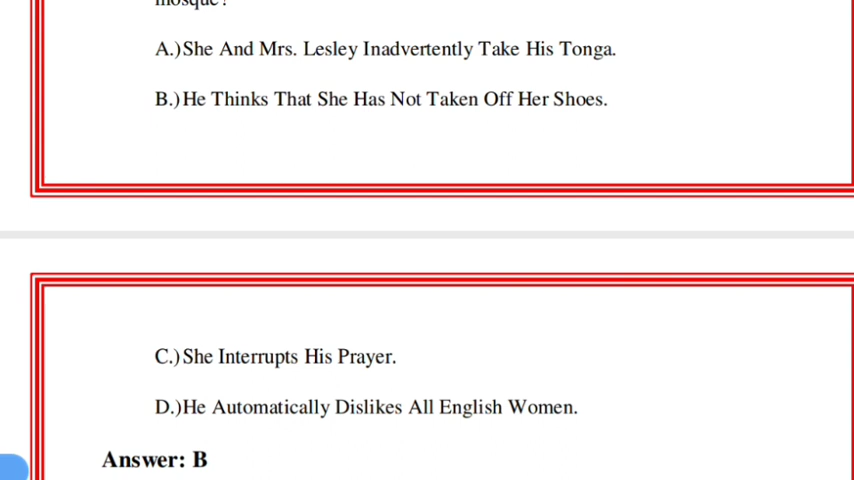 mosque?
A.)She And Mrs. Lesley Inadvertently Take His Tonga.
B.)He Thinks That She Has Not Taken Off Her Shoes.
C.)She Interrupts His Prayer.
D.)He Automatically Dislikes All English Women.
Answer: B